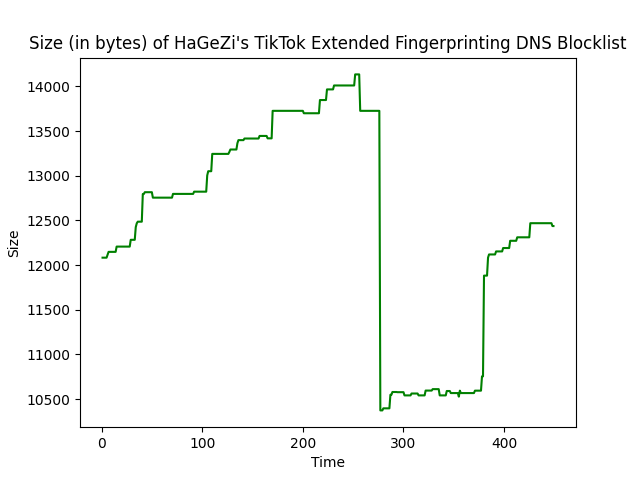 Size (in bytes) of HaGeZi's TikTok Extended Fingerprinting DNS Blocklist
14000
13500
13000
12500
12000
11500
11000
10500
Size
0 100 200 300 400
Time